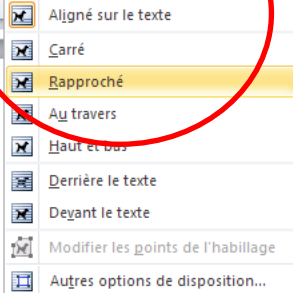 Aligné sur le texte
Carré
Rapproché
Au travers
Haut et bas
Derrière le texte
Devant le texte
Modifier les points de l'habillage
Autres options de disposition...